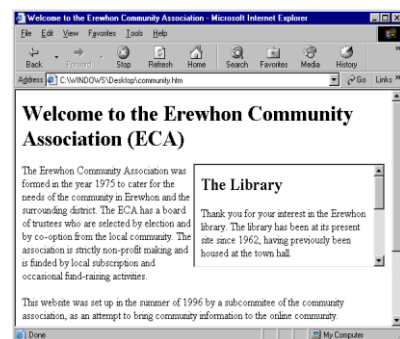 Welcome to the Erewhon Community Association - Microsoft Internet Explorer
File Edit View Favorites Tools Help
Back Forward Stop Refresh Home Search Favorites Media History
Address C:\WINDOWS\Desktop\community.htm Go Links »
Welcome to the Erewhon Community
Association (ECA)
The Erewhon Community Association was
formed in the year 1975 to cater for the
needs of the community in Erewhon and the
surrounding district. The ECA has a board
of trustees who are selected by election and
by co-option from the local community. The
association is strictly non-profit making and
is funded by local subscription and
occasional fund-raising activities.
The Library
Thank you for your interest in the Erewhon
library. The library has been at its present
site since 1962, having previously been
housed at the town hall.
This website was set up in the summer of 1996 by a subcommitee of the community
association, as an attempt to bring community information to the online community.
Done My Computer